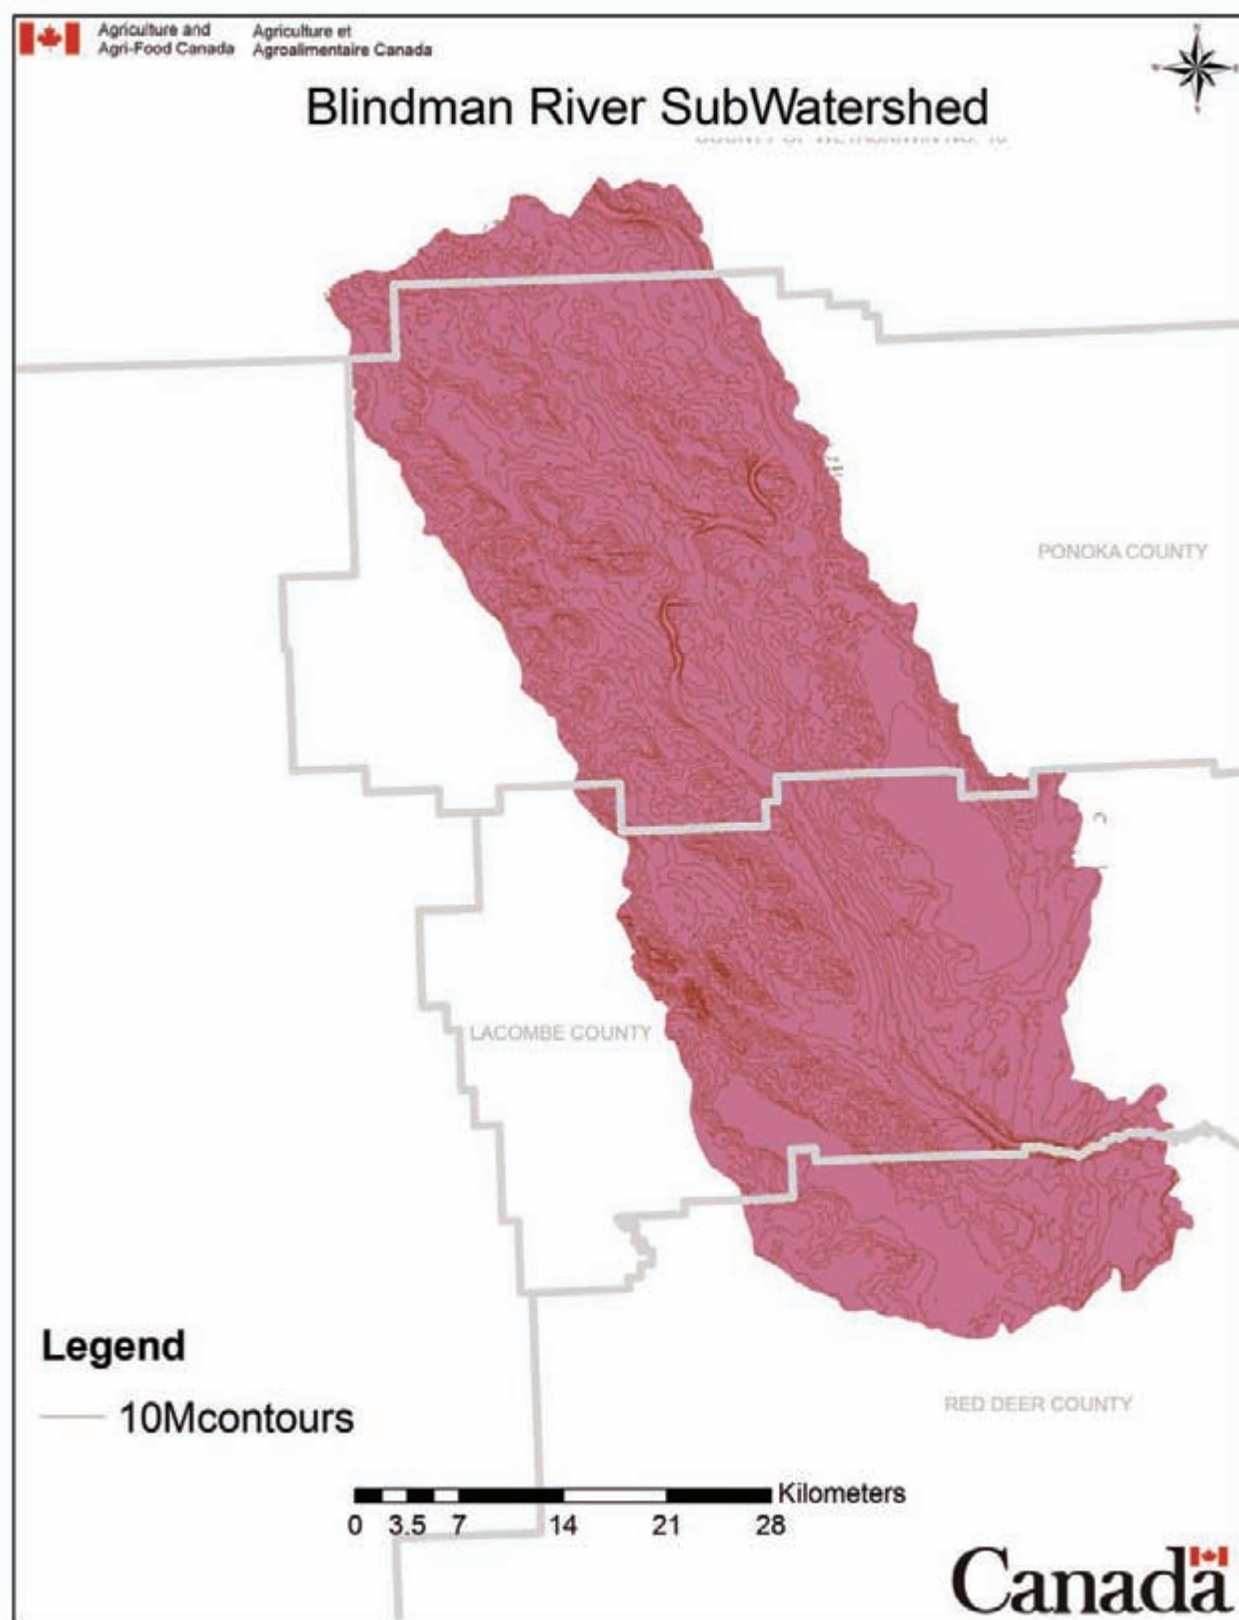 Agriculture and Agriculture et
Agri-Food Canada Agroalimentaire Canada
Blindman River SubWatershed
PONOKA COUNTY
LACOMBE COUNTY
Legend
10Mcontours
RED DEER COUNTY
Kilometers
0 3.5 7 14 21 28
Canada